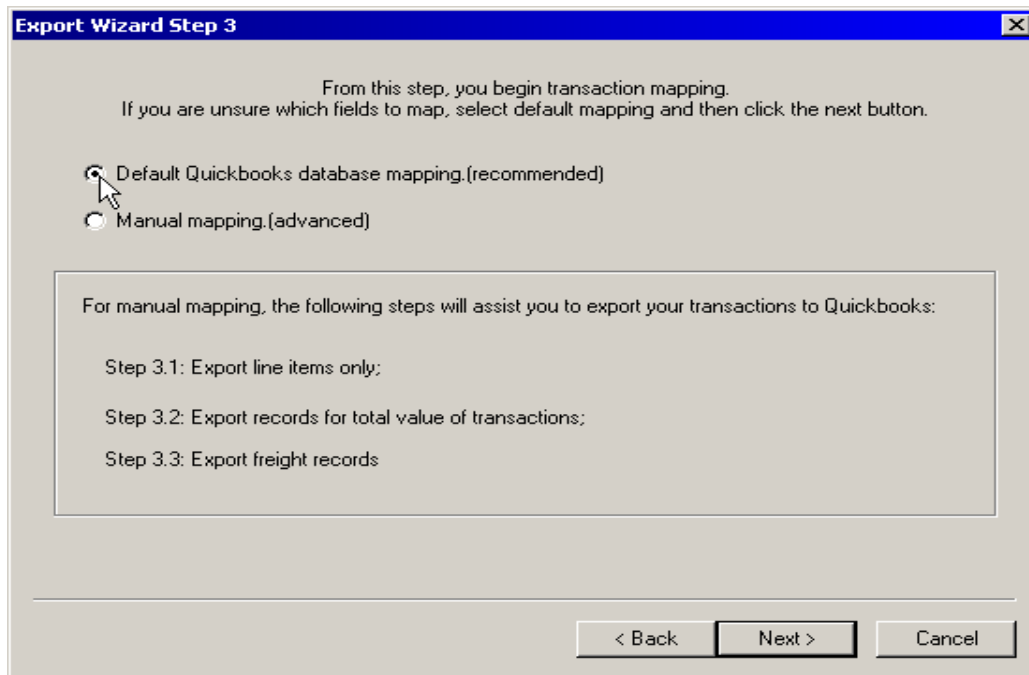 Export Wizard Step 3
From this step, you begin transaction mapping.
If you are unsure which fields to map, select default mapping and then click the next button.
Default Quickbooks database mapping.(recommended)
Manual mapping.(advanced)
For manual mapping, the following steps will assist you to export your transactions to Quickbooks:
Step 3.1: Export line items only;
Step 3.2: Export records for total value of transactions;
Step 3.3: Export freight records
< Back Next > Cancel